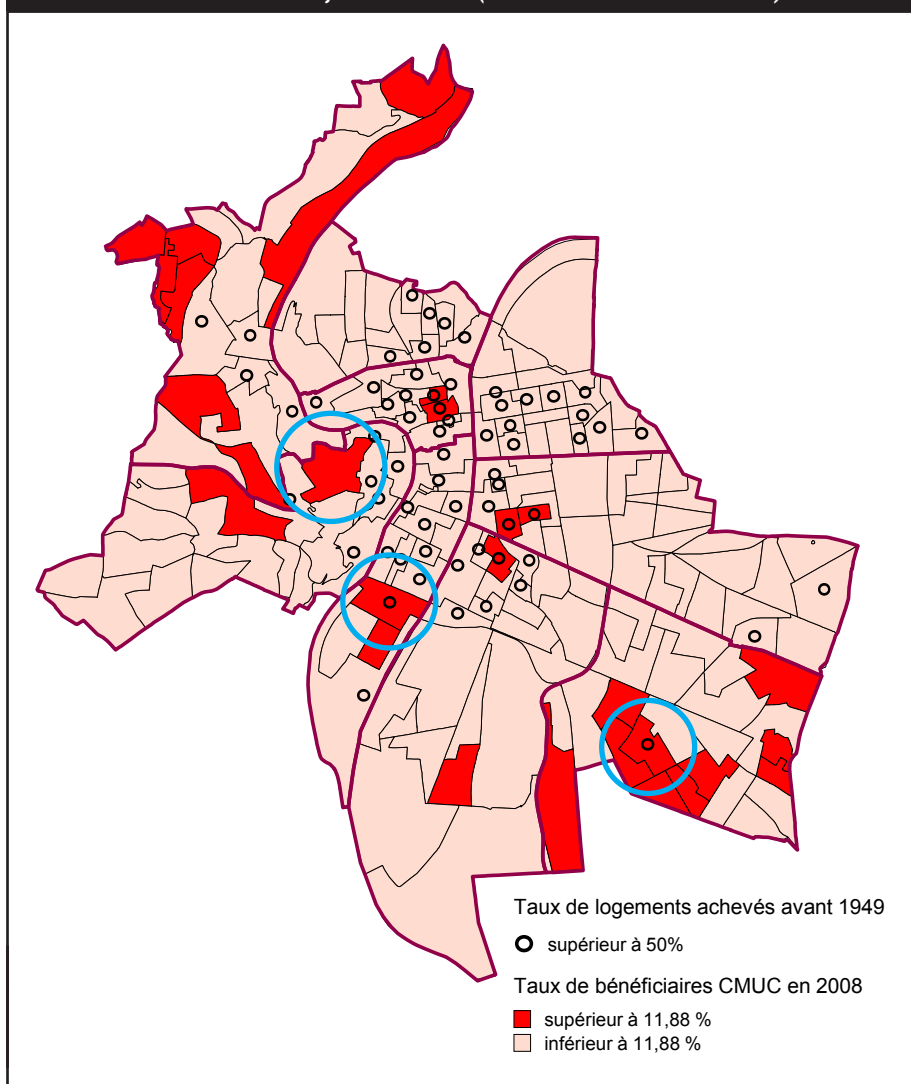 Taux de logements achevés avant 1949
supérieur à 50%
Taux de bénéficiaires CMUC en 2008
supérieur à 11,88 %
inférieur à 11,88 %